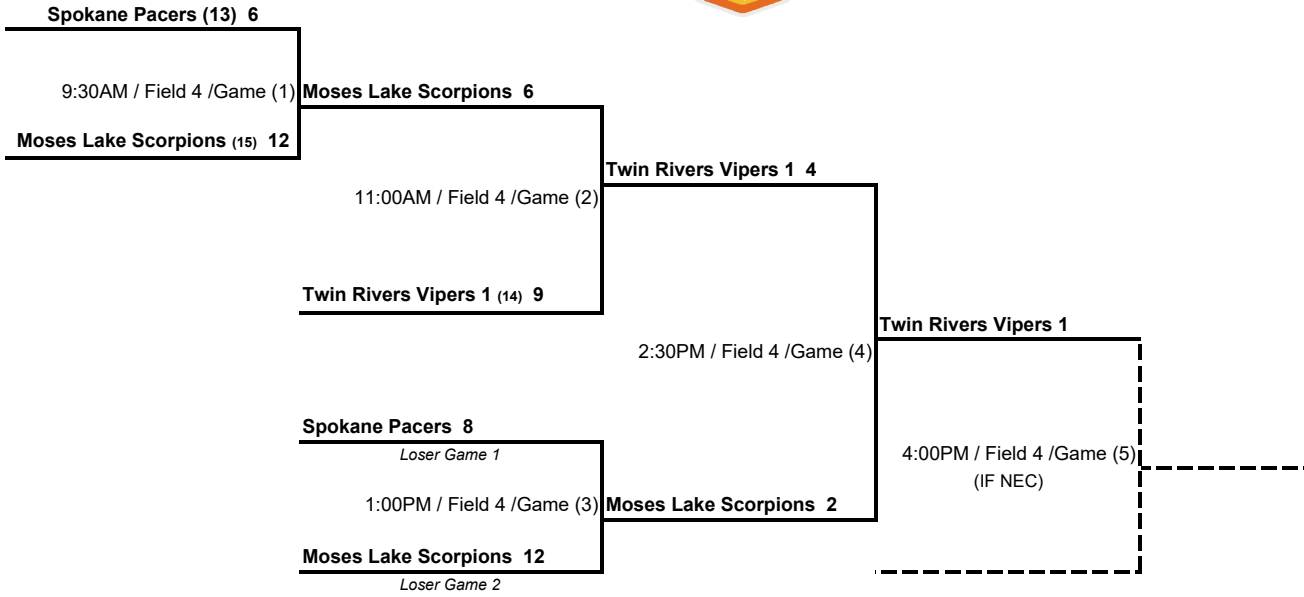 Spokane Pacers (13) 6
9:30AM / Field 4 /Game (1)
Moses Lake Scorpions 6
Moses Lake Scorpions (15) 12
Twin Rivers Vipers 1 4
11:00AM / Field 4 /Game (2)
Twin Rivers Vipers 1 (14) 9
Twin Rivers Vipers 1
2:30PM / Field 4 /Game (4)
Spokane Pacers 8
Loser Game 1
4:00PM / Field 4 /Game (5)
(IF NEC)
1:00PM / Field 4 /Game (3)
Moses Lake Scorpions 2
Moses Lake Scorpions 12
Loser Game 2